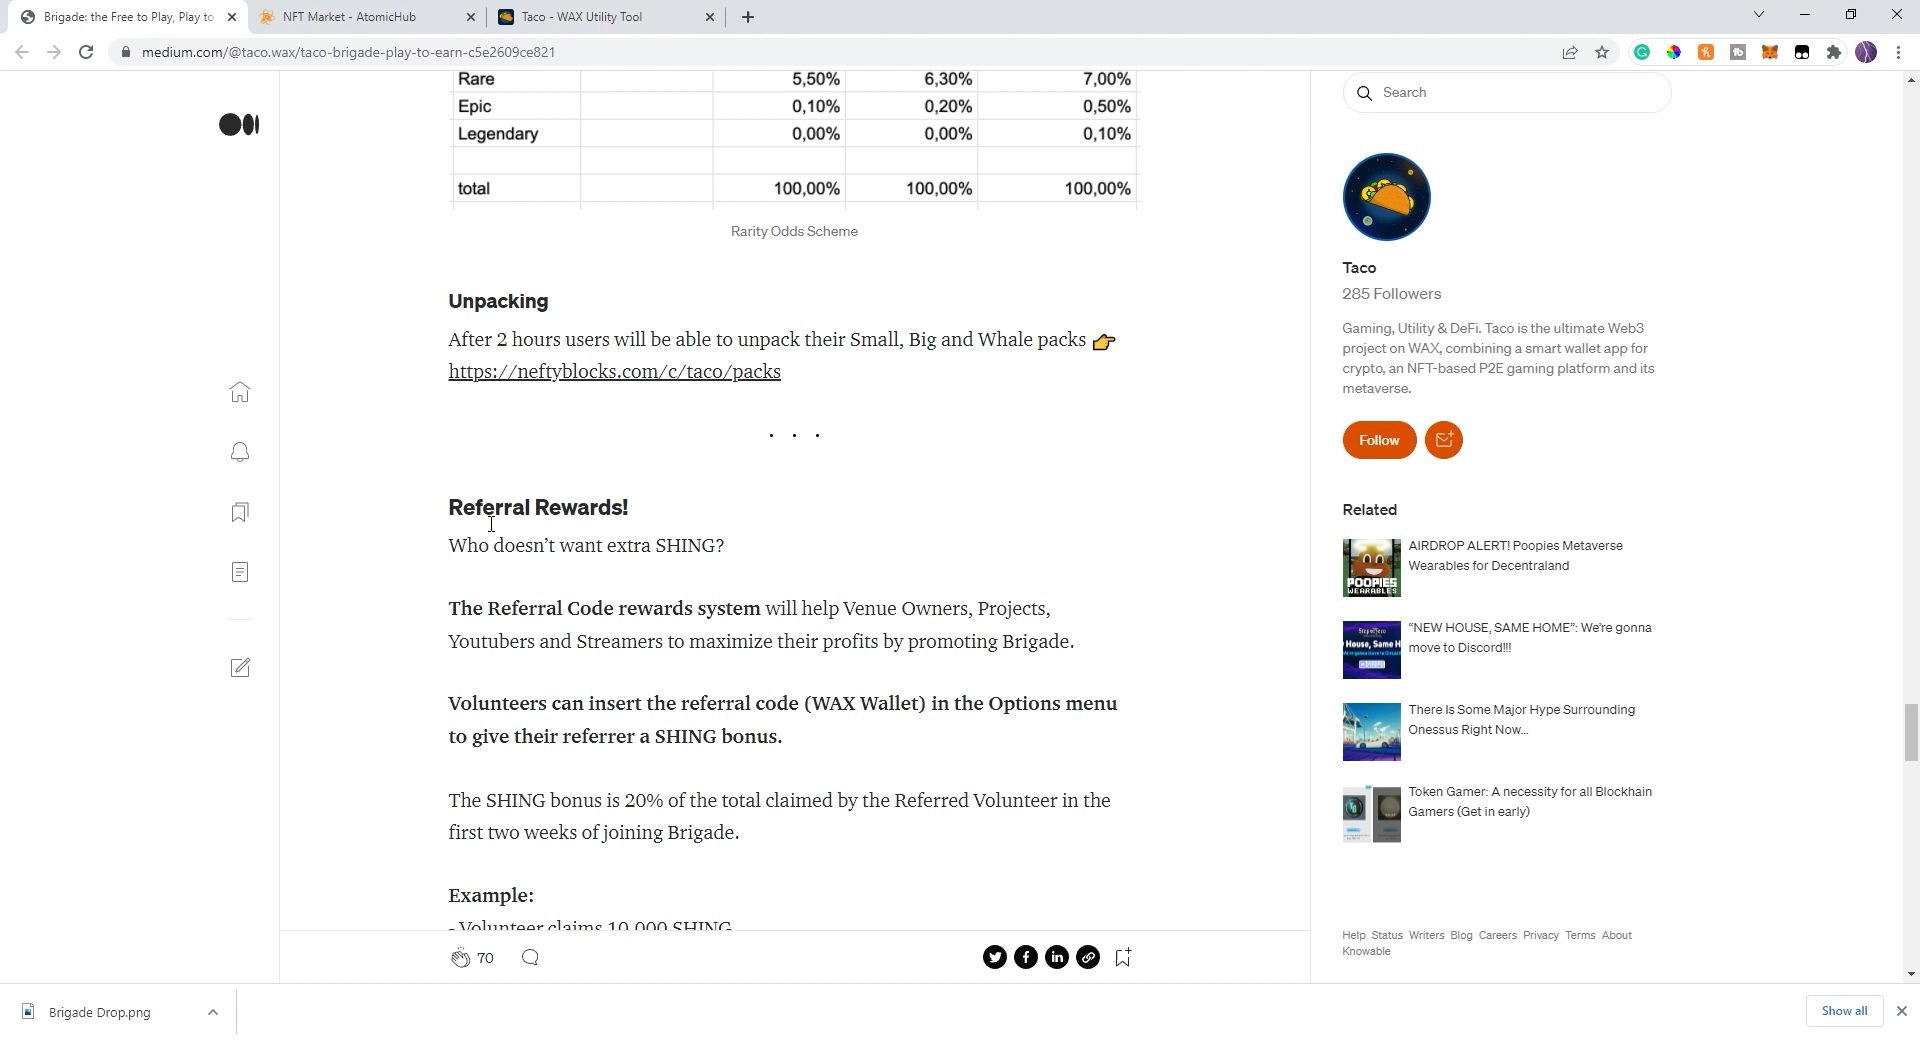 Brigade: the Free to Play, Play to
NFT Market - AtomicHub
Taco - WAX Utility Tool
medium.com/@taco.wax/taco-brigade-play-to-earn-c5e2609ce821
Rare 5,50% 6,30% 7,00%
Epic 0,10% 0,20% 0,50%
Legendary 0,00% 0,00% 0,10%
total 100,00% 100,00% 100,00%
Rarity Odds Scheme
Unpacking
After 2 hours users will be able to unpack their Small, Big and Whale packs
https://neftyblocks.com/c/taco/packs
. . .
Referral Rewards!
Who doesn’t want extra SHING?
The Referral Code rewards system will help Venue Owners, Projects,
Youtubers and Streamers to maximize their profits by promoting Brigade.
Volunteers can insert the referral code (WAX Wallet) in the Options menu
to give their referrer a SHING bonus.
The SHING bonus is 20% of the total claimed by the Referred Volunteer in the
first two weeks of joining Brigade.
Example:
- Volunteer claims 10.000 SHING
70
Search
Taco
285 Followers
Gaming, Utility & DeFi. Taco is the ultimate Web3
project on WAX, combining a smart wallet app for
crypto, an NFT-based P2E gaming platform and its
metaverse.
Follow
Related
AIRDROP ALERT! Poopies Metaverse
Wearables for Decentraland
POOPIES
WEARABLES
“NEW HOUSE, SAME HOME”: We’re gonna
move to Discord!!!
House, Same H
There Is Some Major Hype Surrounding
Onessus Right Now...
Token Gamer: A necessity for all Blockhain
Gamers (Get in early)
Help Status Writers Blog Careers Privacy Terms About
Knowable
Brigade Drop.png
Show all